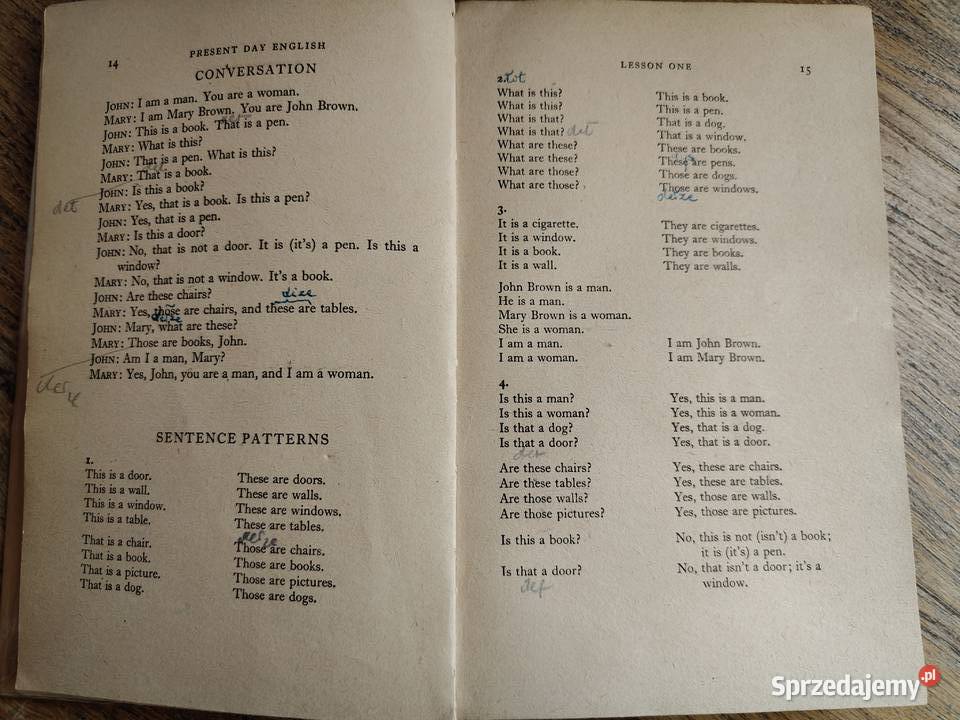 14
PRESENT DAY ENGLISH
CONVERSATION
JOHN: I am a man. You are a woman.
MARY: I am Mary Brown. You are John Brown.
det
JOHN: This is a book. That is a pen.
MARY: What is this?
JOHN: That is a pen. What is this?
MARY: That is a book.
JOHN: Is this a book?
det
MARY: Yes, that is a book. Is this a pen?
JOHN: Yes, that is a pen.
MARY: Is this a door?
JOHN: No, that is not a door. It is (it's) a pen. Is this a
window?
MARY: No, that is not a window. It's a book.
JOHN: Are these chairs?
dize
MARY: Yes, those are chairs, and these are tables.
JOHN: Mary, what are these?
MARY: Those are books, John.
JOHN: Am I a man, Mary?
MARY: Yes, John, you are a man, and I am a woman.
SENTENCE PATTERNS
1.
This is a door.
This is a wall.
This is a window.
This is a table.
That is a chair.
That is a book.
That is a picture.
That is a dog.
These are doors.
These are walls.
These are windows.
These are tables.
Those are chairs.
Those are books.
Those are pictures.
Those are dogs.
LESSON ONE
15
2.
What is this? This is a book.
What is this? This is a pen.
What is that? That is a dog.
What is that? det That is a window.
What are these? These are books.
What are these? These are pens.
What are those? Those are dogs.
What are those? Those are windows.
deize
3.
It is a cigarette. They are cigarettes.
It is a window. They are windows.
It is a book. They are books.
It is a wall. They are walls.
John Brown is a man.
He is a man.
Mary Brown is a woman.
She is a woman.
I am a man. I am John Brown.
I am a woman. I am Mary Brown.
4.
Is this a man? Yes, this is a man.
Is this a woman? Yes, this is a woman.
Is that a dog? Yes, that is a dog.
Is that a door? Yes, that is a door.
det
Are these chairs? Yes, these are chairs.
Are these tables? Yes, these are tables.
Are those walls? Yes, those are walls.
Are those pictures? Yes, those are pictures.
Is this a book? No, this is not (isn't) a book;
it is (it's) a pen.
Is that a door? No, that isn't a door; it's a
window.
det
Sprzedajemy.pl